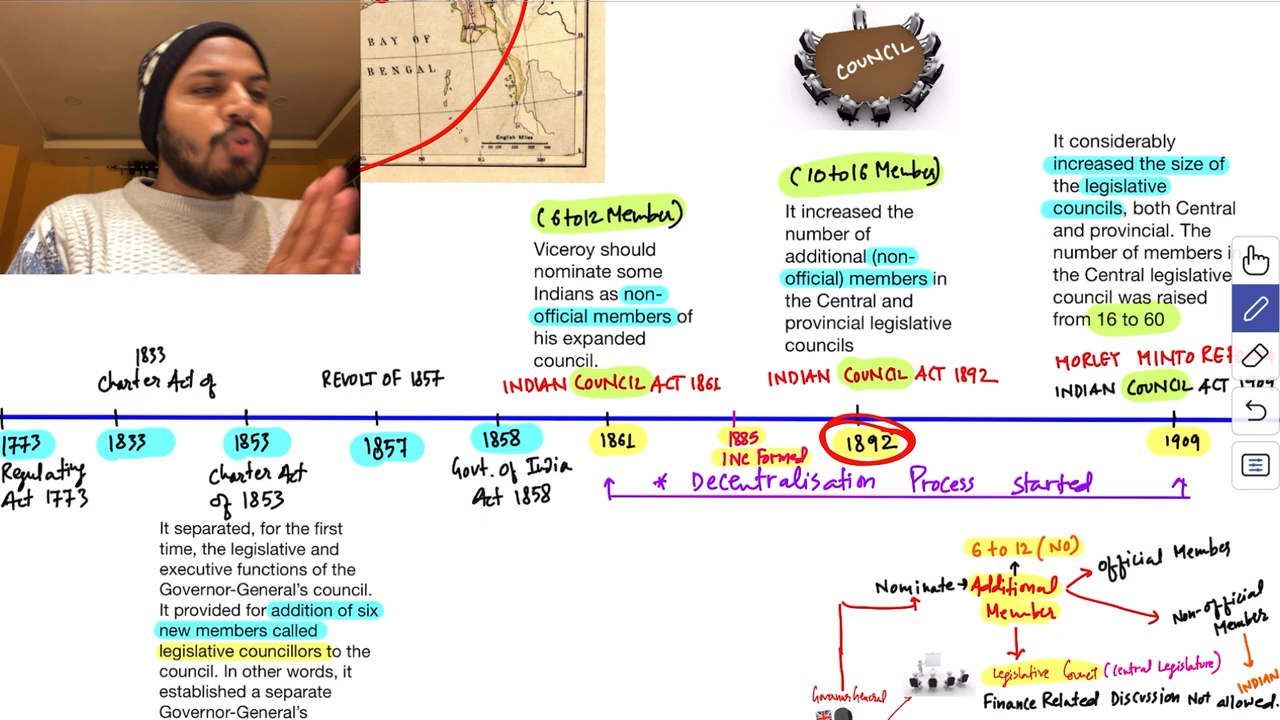 BAY OF
BENGAL
English Miles
COUNCIL
(6 to 12 Member)
Viceroy should
nominate some
Indians as non-
official members of
his expanded
council.
INDIAN COUNCIL ACT 1861
(10 to 16 Member)
It increased the
number of
additional (non-
official) members in
the Central and
provincial legislative
councils
INDIAN COUNCIL ACT 1892
It considerably
increased the size of
the legislative
councils, both Central
and provincial. The
number of members in
the Central legislative
council was raised
from 16 to 60
MORLEY MINTO REF
INDIAN COUNCIL ACT 1909
1833
Charter Act of
REVOLT OF 1857
1773
1833
1853
1857
1858
1861
1885
1892
1909
Regulating
Act 1773
Charter Act
of 1853
Govt. of India
Act 1858
INC Formed
* Decentralisation Process started
It separated, for the first
time, the legislative and
executive functions of the
Governor-General's council.
It provided for addition of six
new members called
legislative councillors to the
council. In other words, it
established a separate
Governor-General's
6 to 12 (NO)
Nominate Additional
Member
Official Member
Non-official
Member
INDIAN
Legislative Council (Central Legislature)
Finance Related Discussion Not allowed.
Governor General